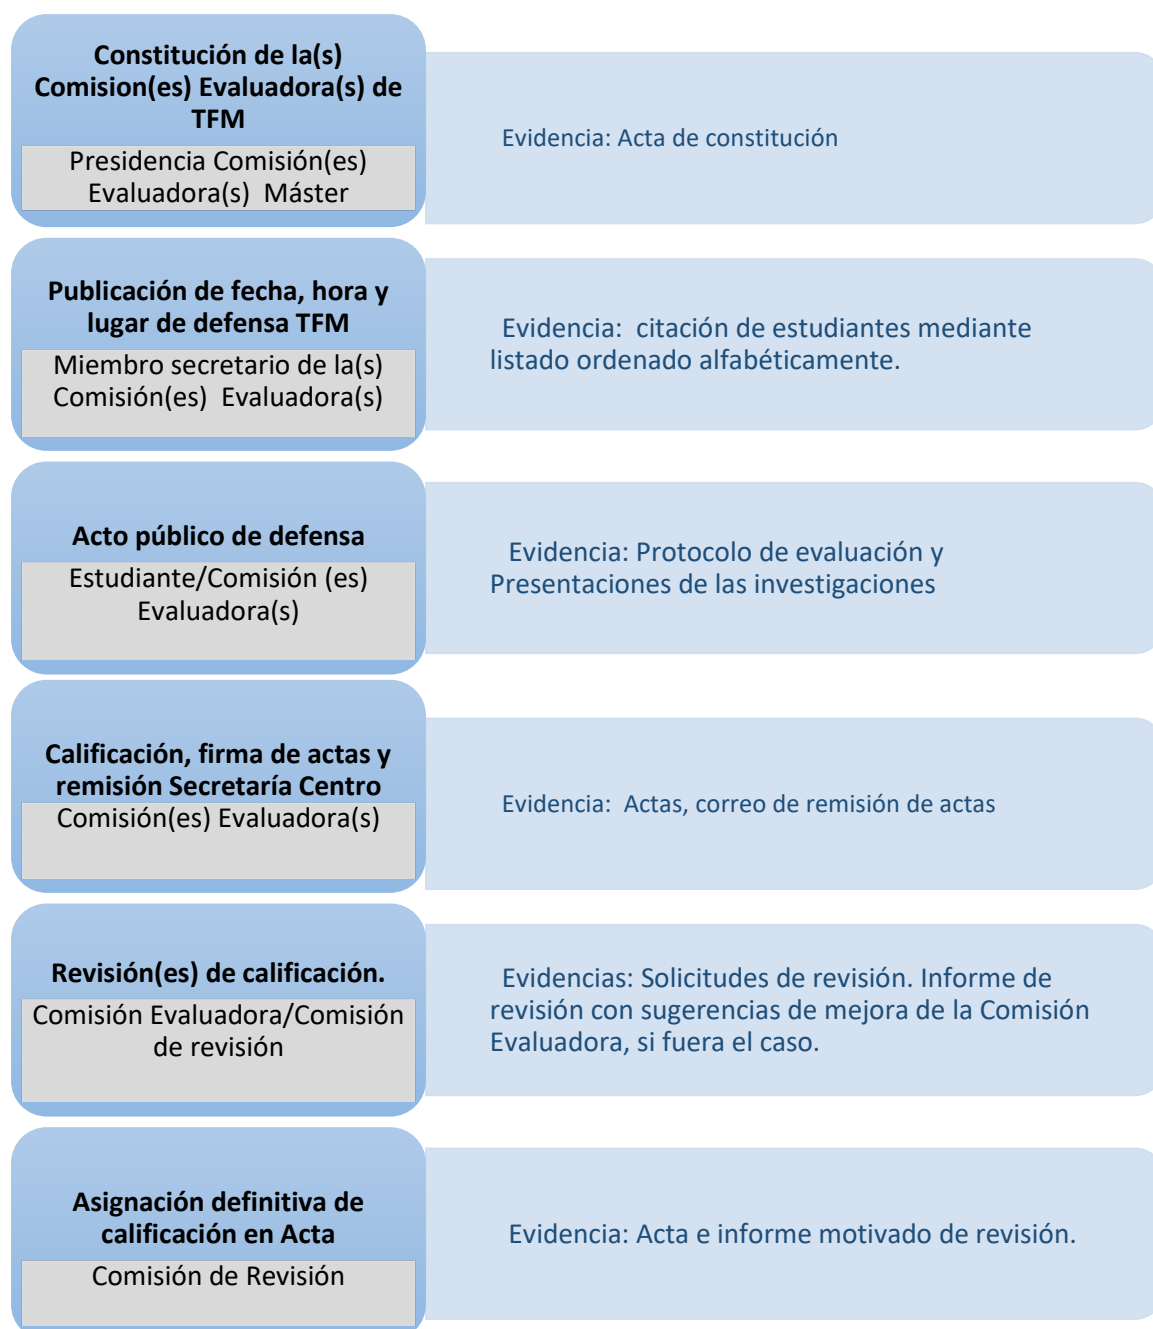 Constitución de la(s)
Comision(es) Evaluadora(s) de
TFM
Presidencia Comisión(es)
Evaluadora(s) Máster
Evidencia: Acta de constitución
Publicación de fecha, hora y
lugar de defensa TFM
Miembro secretario de la(s)
Comisión(es) Evaluadora(s)
Evidencia: citación de estudiantes mediante
listado ordenado alfabéticamente.
Acto público de defensa
Estudiante/Comisión (es)
Evaluadora(s)
Evidencia: Protocolo de evaluación y
Presentaciones de las investigaciones
Calificación, firma de actas y
remisión Secretaría Centro
Comisión(es) Evaluadora(s)
Evidencia: Actas, correo de remisión de actas
Revisión(es) de calificación.
Comisión Evaluadora/Comisión
de revisión
Evidencias: Solicitudes de revisión. Informe de
revisión con sugerencias de mejora de la Comisión
Evaluadora, si fuera el caso.
Asignación definitiva de
calificación en Acta
Comisión de Revisión
Evidencia: Acta e informe motivado de revisión.